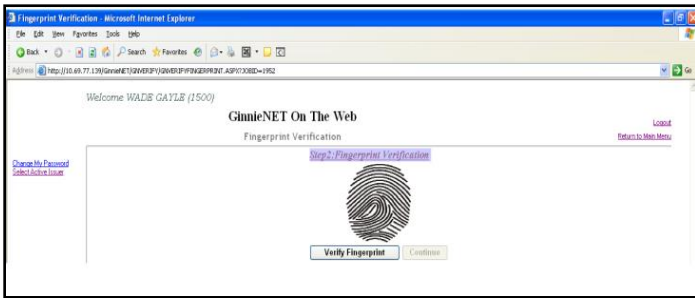 Fingerprint Verification - Microsoft Internet Explorer
File Edit View Favorites Tools Help
Back Search Favorites
Address http://10.69.77.139/GinnieNET/GNVERIFY/GNVERIFYFINGERPRINT.ASPX?JOBID=1952 Go
Welcome WADE GAYLE (1500)
GinnieNET On The Web
Logout
Fingerprint Verification
Return to Main Menu
Step2:Fingerprint Verification
Change My Password
Select Active Issuer
Verify Fingerprint Continue